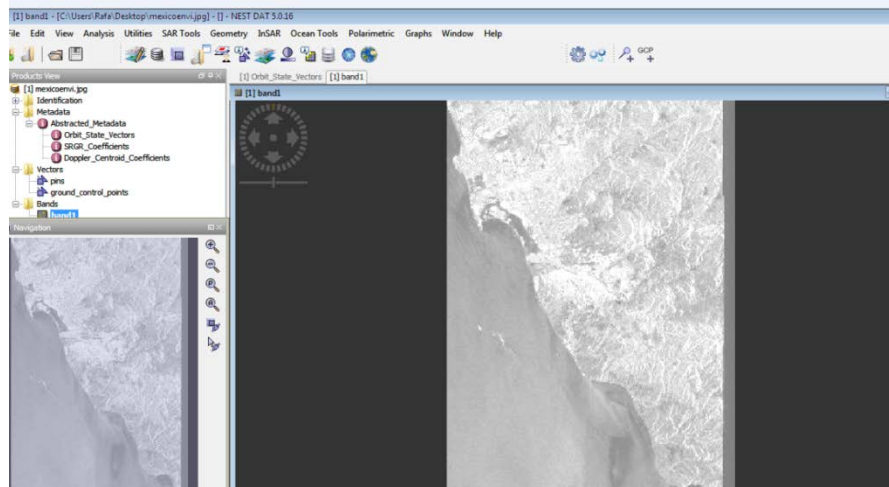 [1] band1 - [C:\Users\Rafa\Desktop\mexicoenvi.jpg] - [] - NEST DAT 5.0.16
File Edit View Analysis Utilities SAR Tools Geometry InSAR Ocean Tools Polarimetric Graphs Window Help
GCP
Products View
[1] Orbit_State_Vectors [1] band1
[1] mexicoenvi.jpg
[1] band1
Identification
Metadata
Abstracted_Metadata
Orbit_State_Vectors
SRGR_Coefficients
Doppler_Centroid_Coefficients
Vectors
pins
ground_control_points
Bands
band1
Navigation